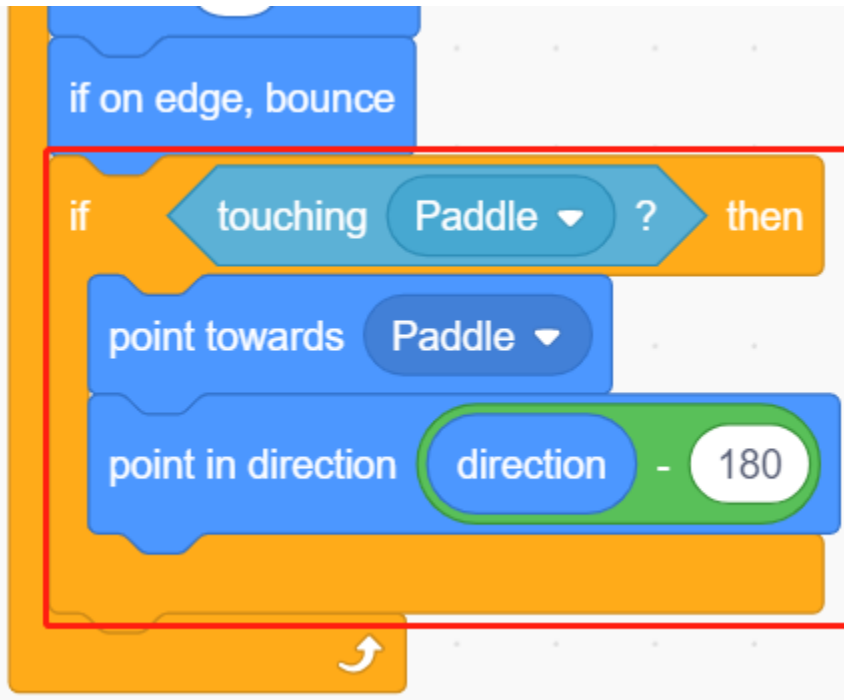 if on edge, bounce
if touching Paddle ? then
point towards Paddle
point in direction direction - 180